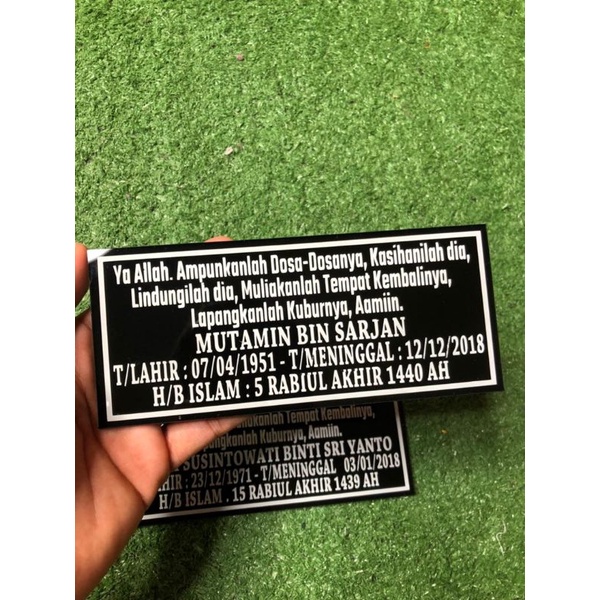 Ya Allah. Ampunkanlah Dosa-Dosanya, Kasihanilah dia,
Lindungilah dia, Muliakanlah Tempat Kembalinya,
Lapangkanlah Kuburnya, Aamiin.
MUTAMIN BIN SARJAN
T/LAHIR : 07/04/1951 - T/MENINGGAL : 12/12/2018
H/B ISLAM : 5 RABIUL AKHIR 1440 AH
Tempat Kembalinya,
Kuburnya, Aamiin.
SUSINTOWATI BINTI SRI YANTO
: 23/12/1971 - T/MENINGGAL 03/01/2018
H/B ISLAM . 15 RABIUL AKHIR 1439 AH